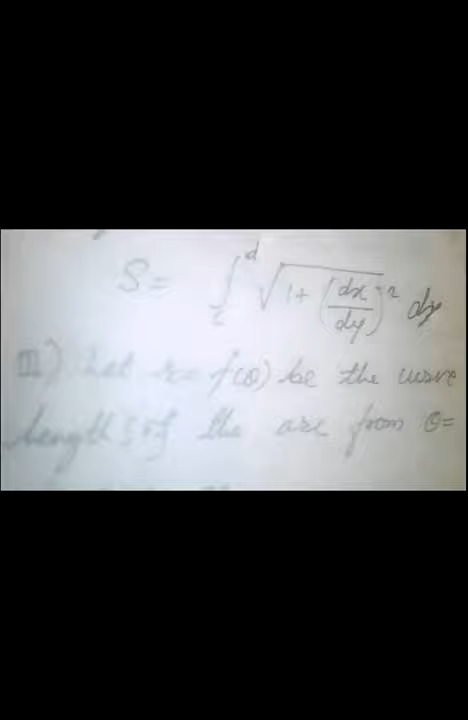 S = ∫_c^d √(1 + (dx/dy)²) dy
III) Let r = f(θ) be the curve
length S of the arc from θ =